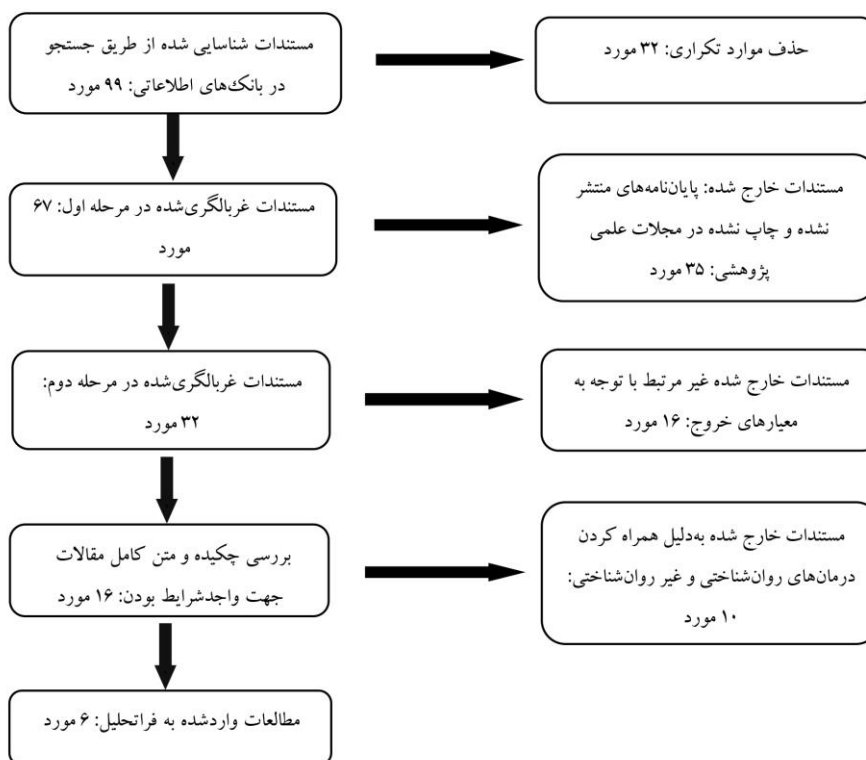 مستندات شناسایی شده از طریق جستجو
در بانک‌های اطلاعاتی: ۹۹ مورد
حذف موارد تکراری: ۳۲ مورد
مستندات غربالگری‌شده در مرحله اول: ۶۷
مورد
مستندات خارج شده: پایان‌نامه‌های منتشر
نشده و چاپ نشده در مجلات علمی
پژوهشی: ۳۵ مورد
مستندات غربالگری‌شده در مرحله دوم:
۳۲ مورد
مستندات خارج شده غیر مرتبط با توجه به
معیارهای خروج: ۱۶ مورد
بررسی چکیده و متن کامل مقالات
جهت واجدشرایط بودن: ۱۶ مورد
مستندات خارج شده به‌دلیل همراه کردن
درمان‌های روان‌شناختی و غیر روان‌شناختی:
۱۰ مورد
مطالعات واردشده به فراتحلیل: ۶ مورد